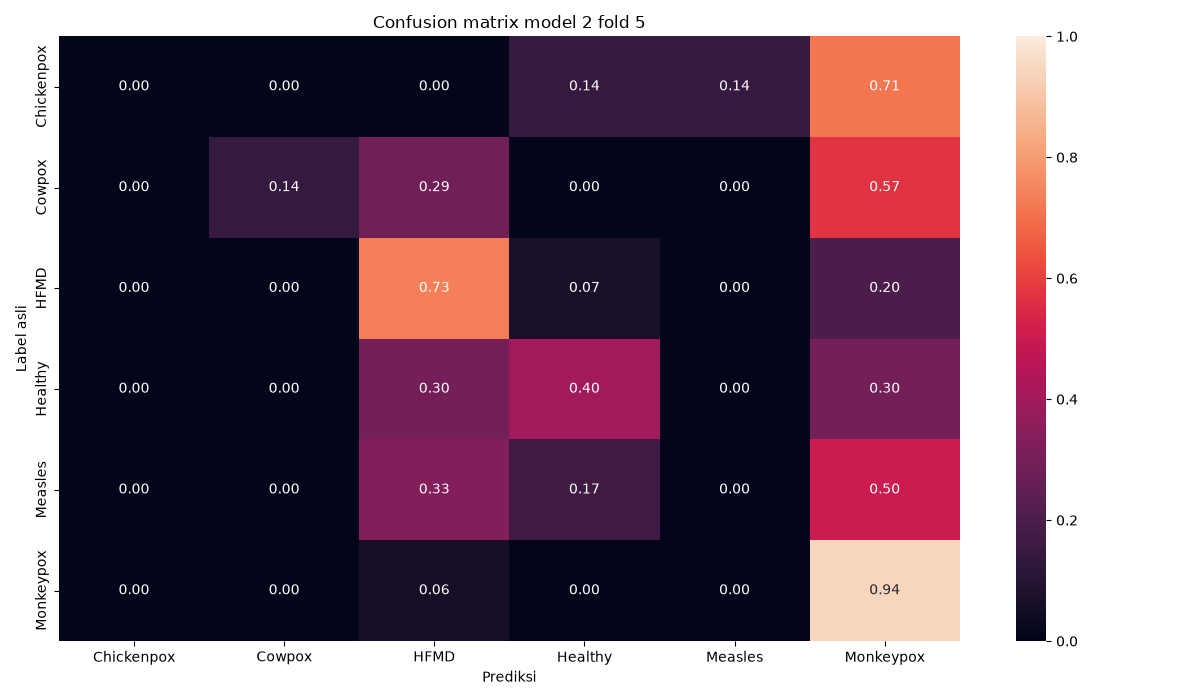 Confusion matrix model 2 fold 5
Label asli
Chickenpox 0.00 0.00 0.00 0.14 0.14 0.71
Cowpox 0.00 0.14 0.29 0.00 0.00 0.57
HFMD 0.00 0.00 0.73 0.07 0.00 0.20
Healthy 0.00 0.00 0.30 0.40 0.00 0.30
Measles 0.00 0.00 0.33 0.17 0.00 0.50
Monkeypox 0.00 0.00 0.06 0.00 0.00 0.94
Chickenpox Cowpox HFMD Healthy Measles Monkeypox
Prediksi
1.0
0.8
0.6
0.4
0.2
0.0